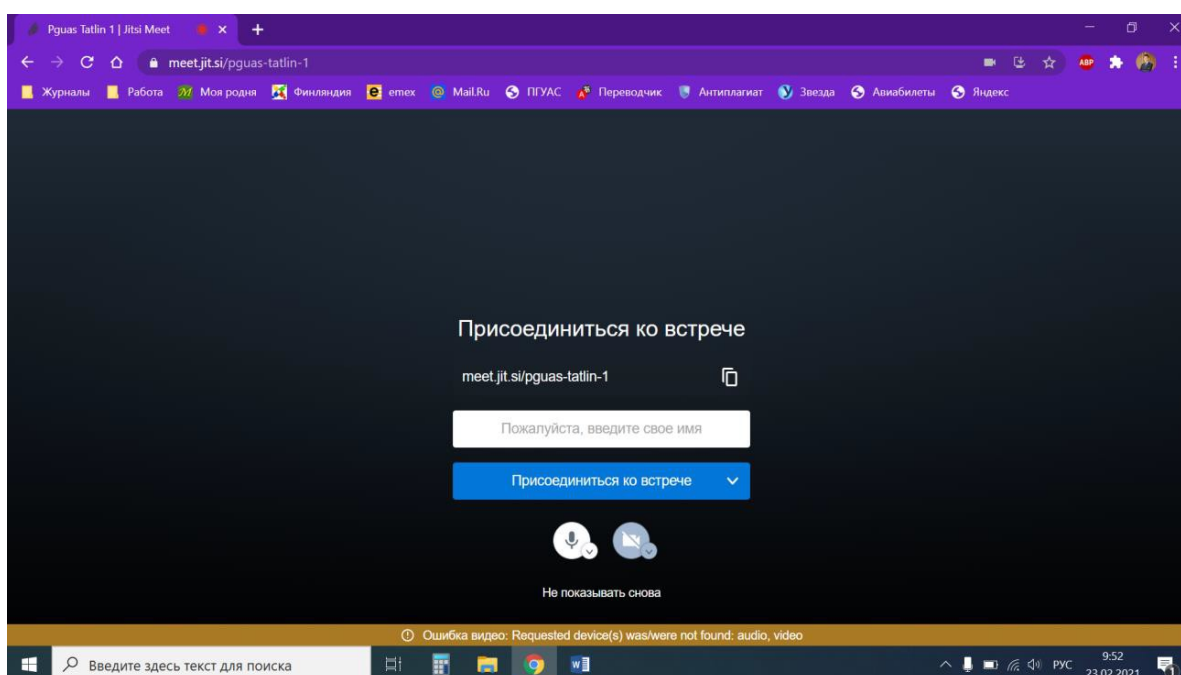 Pguas Tatlin 1 | Jitsi Meet
meet.jit.si/pguas-tatlin-1
ABP
Журналы Работа Моя родня Финляндия emex Mail.Ru ПГУАС Переводчик Антиплагиат Звезда Авиабилеты Яндекс
Присоединиться ко встрече
meet.jit.si/pguas-tatlin-1
Пожалуйста, введите свое имя
Присоединиться ко встрече
Не показывать снова
Ошибка видео: Requested device(s) was/were not found: audio, video
Введите здесь текст для поиска
РУС
9:52
23.02.2021